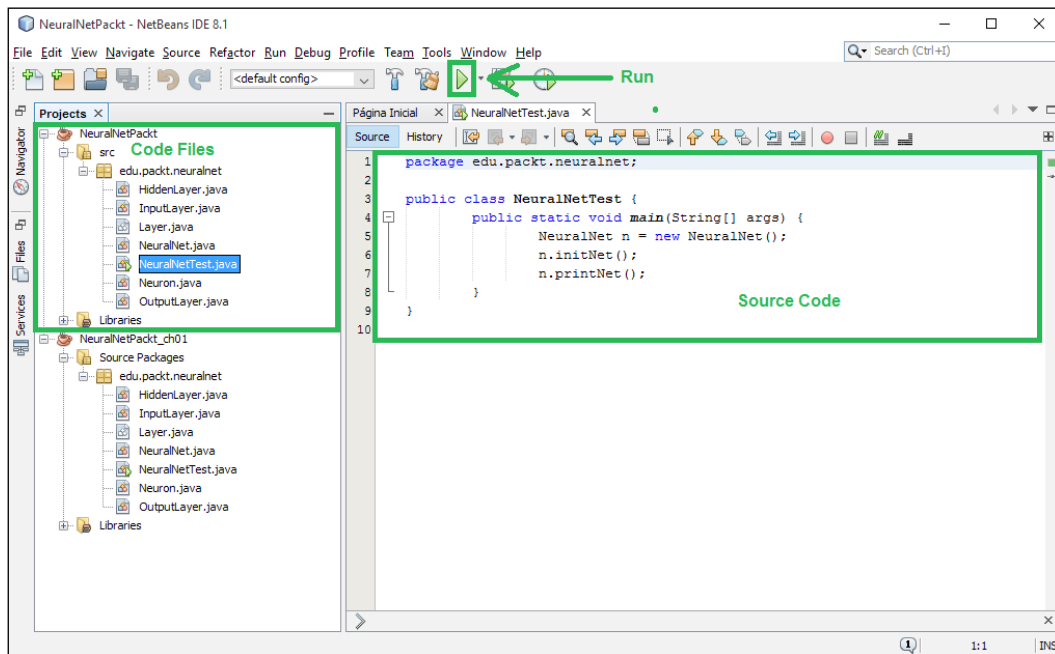 NeuralNetPackt - NetBeans IDE 8.1
File Edit View Navigate Source Refactor Run Debug Profile Team Tools Window Help
Search (Ctrl+I)
<default config>
Run
Projects
Navigator
Files
Services
NeuralNetPackt
Code Files
src
edu.packt.neuralnet
HiddenLayer.java
InputLayer.java
Layer.java
NeuralNet.java
NeuralNetTest.java
Neuron.java
OutputLayer.java
Libraries
NeuralNetPackt_ch01
Source Packages
edu.packt.neuralnet
HiddenLayer.java
InputLayer.java
Layer.java
NeuralNet.java
NeuralNetTest.java
Neuron.java
OutputLayer.java
Libraries
Página Inicial NeuralNetTest.java
Source History
1 package edu.packt.neuralnet;
2
3 public class NeuralNetTest {
4 public static void main(String[] args) {
5 NeuralNet n = new NeuralNet();
6 n.initNet();
7 n.printNet();
8 }
9 }
10
Source Code
1 1:1 INS